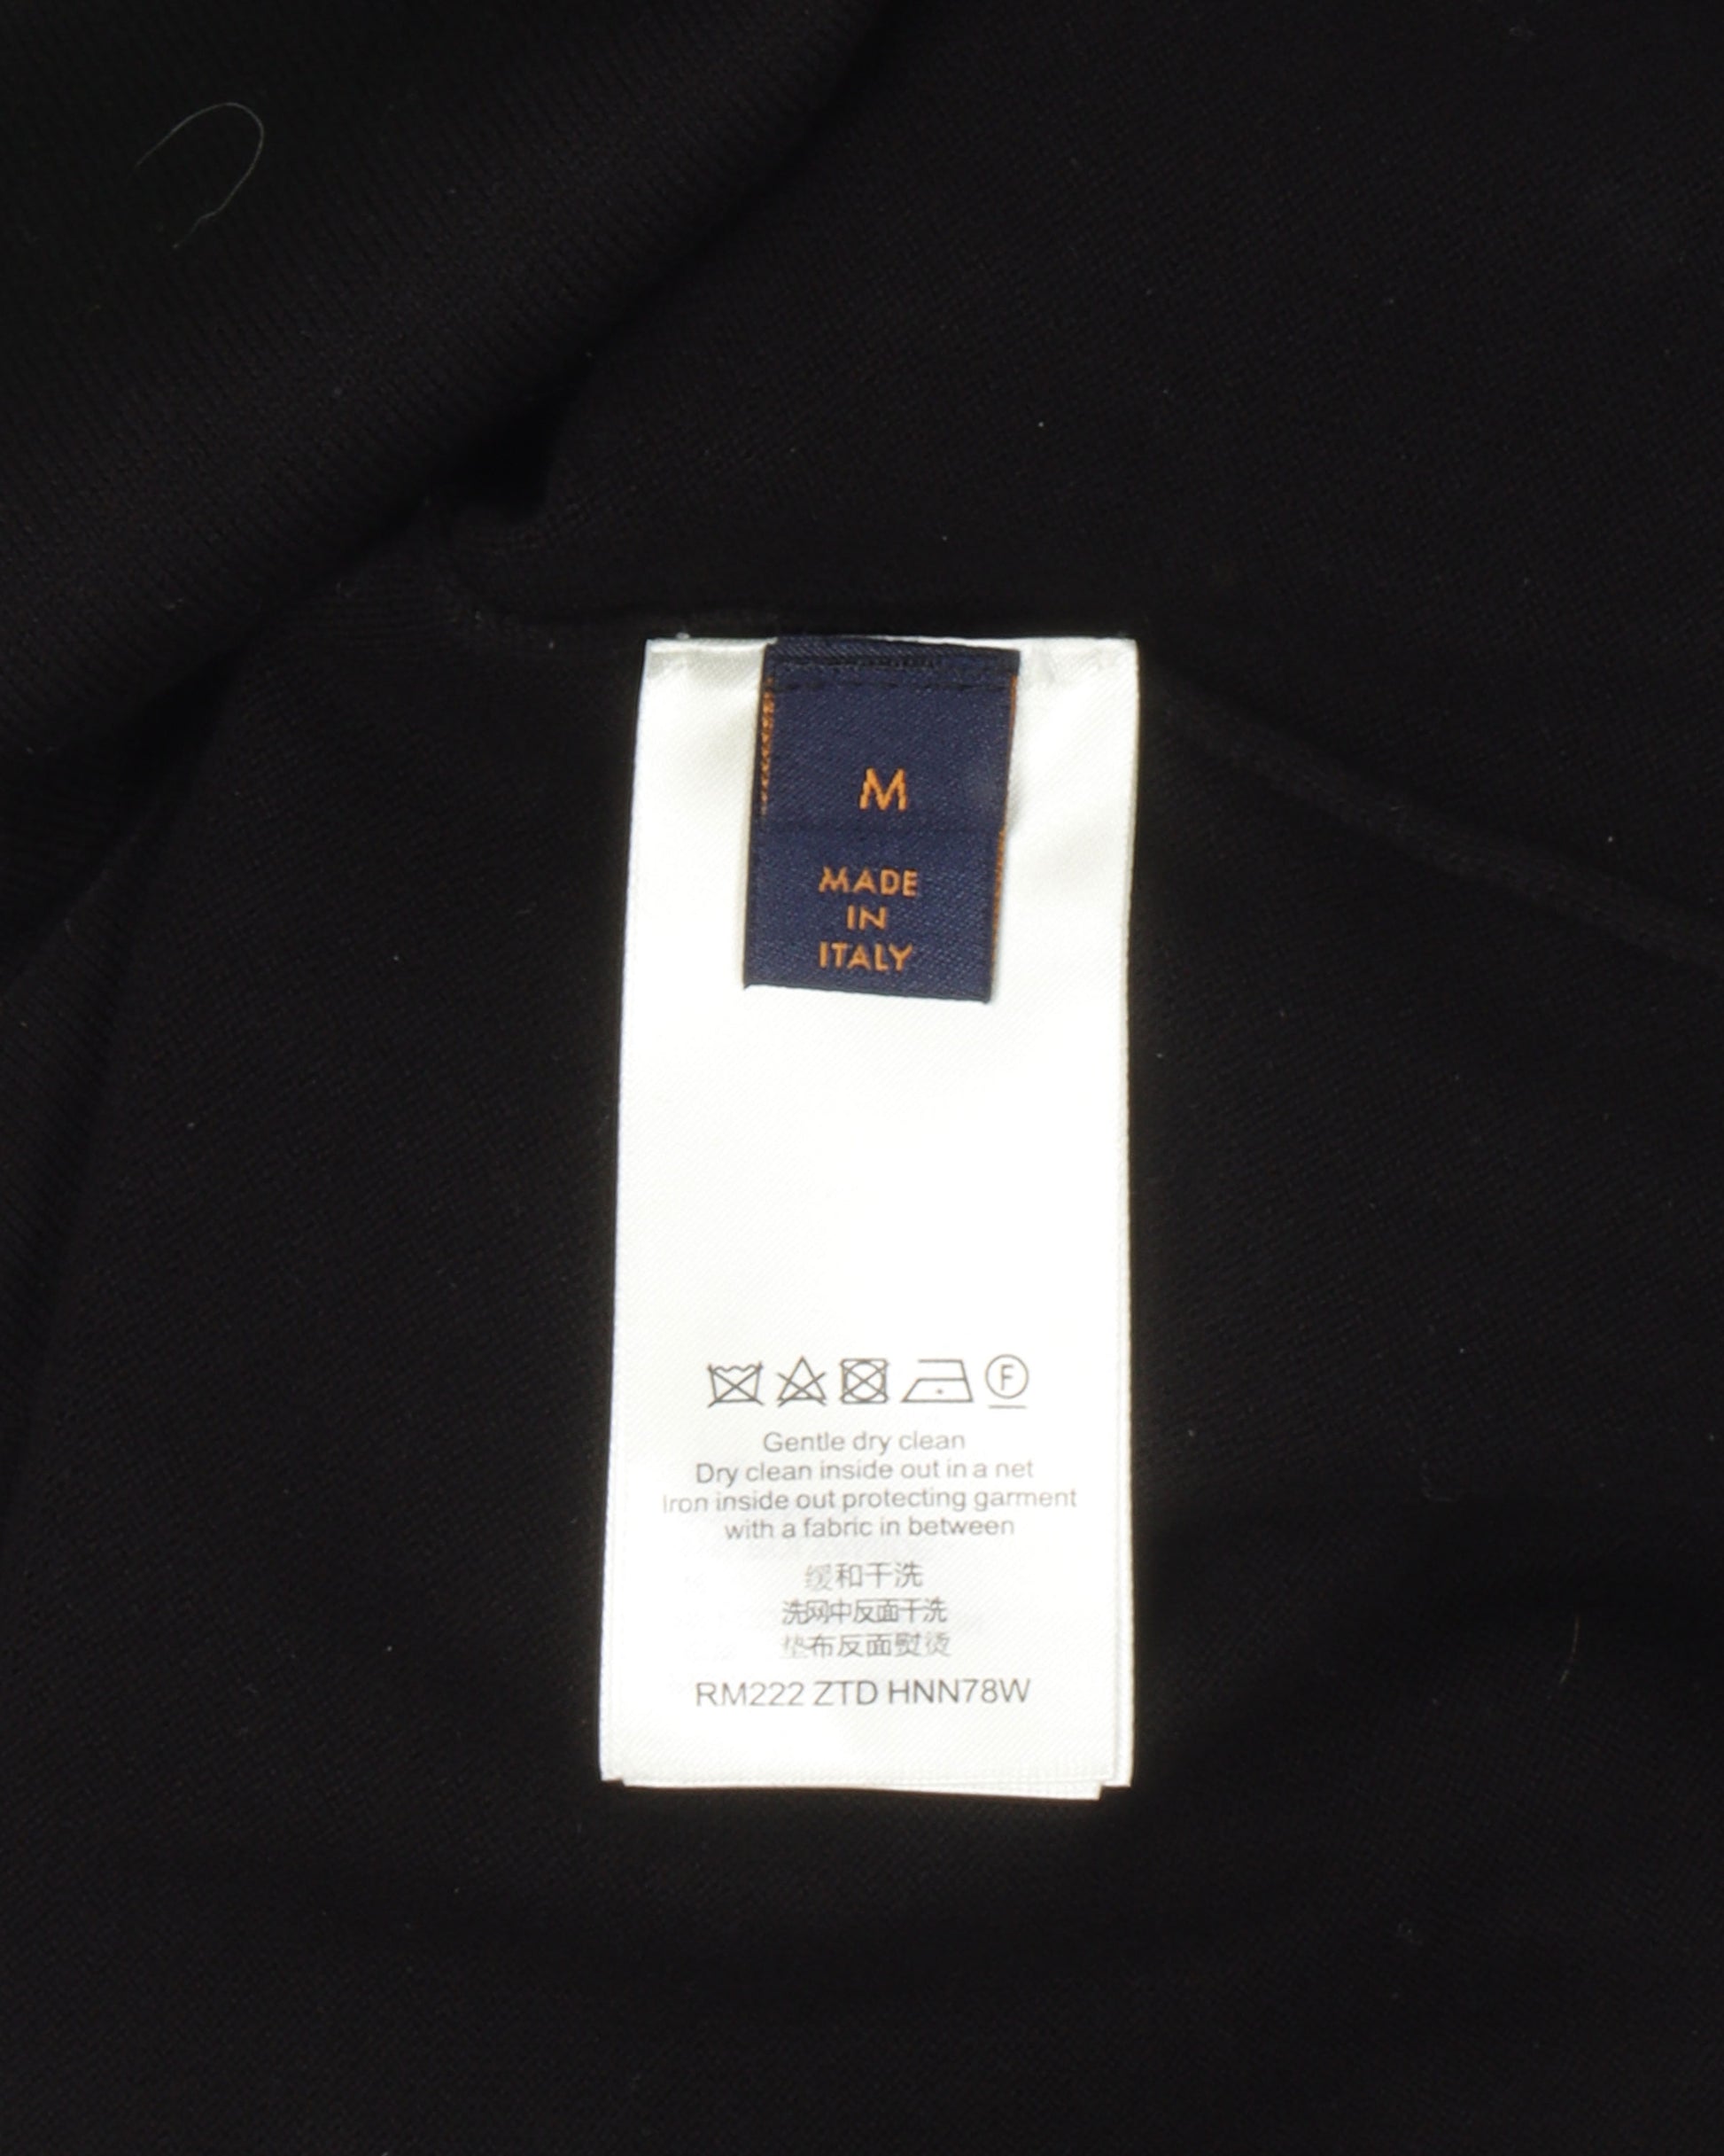 M
MADE
IN
ITALY
F
Gentle dry clean
Dry clean inside out in a net
Iron inside out protecting garment
with a fabric in between
缓和干洗
洗网中反面干洗
垫布反面熨烫
RM222 ZTD HNN78W